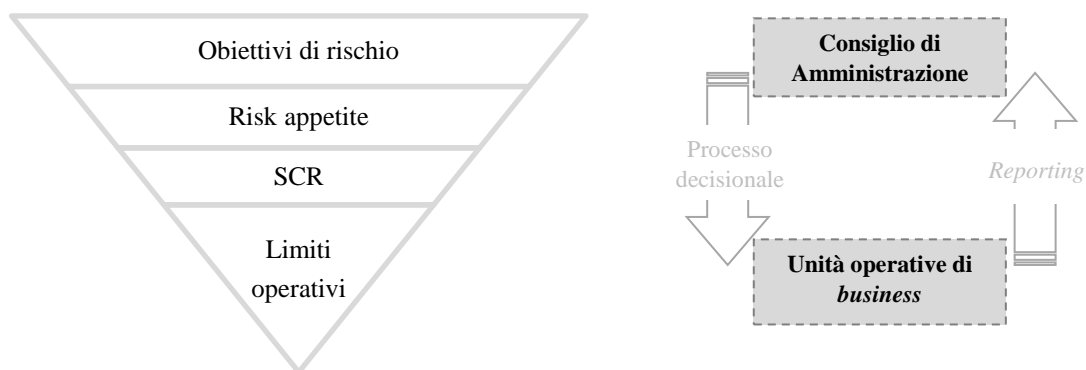 Obiettivi di rischio
Risk appetite
SCR
Limiti
operativi
Consiglio di
Amministrazione
Processo
decisionale
Reporting
Unità operative di
business